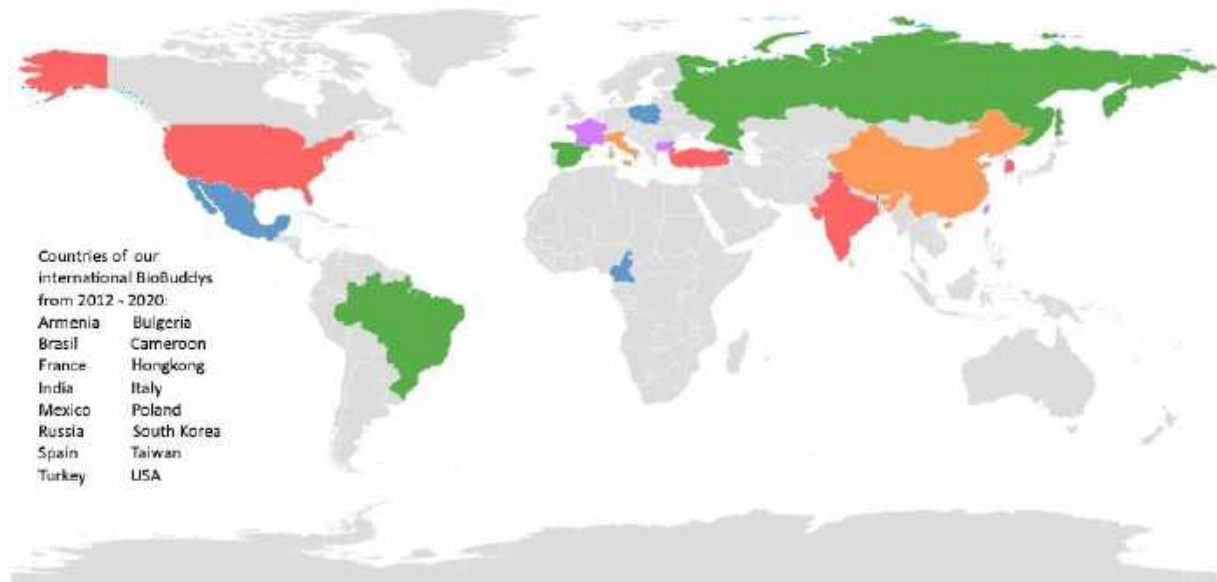 Countries of our
international BioBuddys
from 2012 - 2020:
Armenia Bulgeria
Brasil Cameroon
France Hongkong
India Italy
Mexico Poland
Russia South Korea
Spain Taiwan
Turkey USA